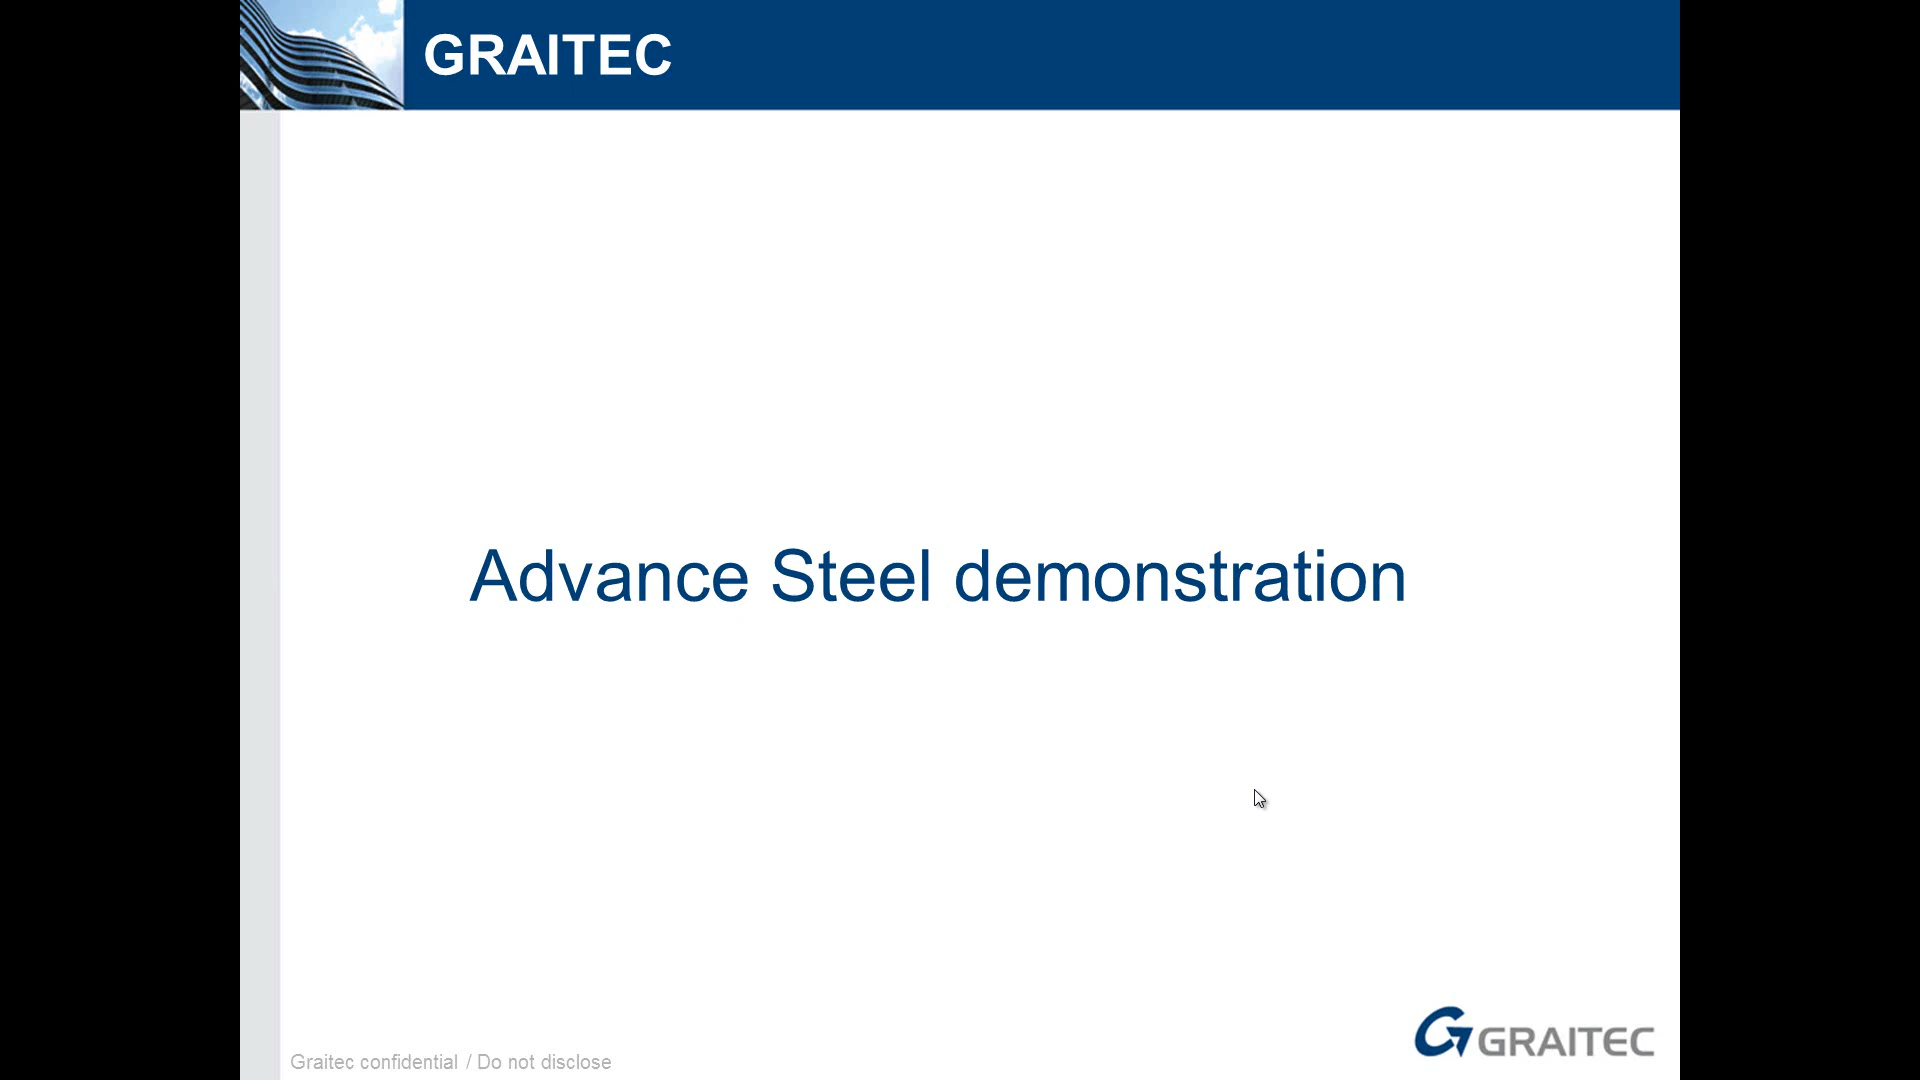 GRAITEC
Advance Steel demonstration
GRAITEC
Graitec confidential / Do not disclose